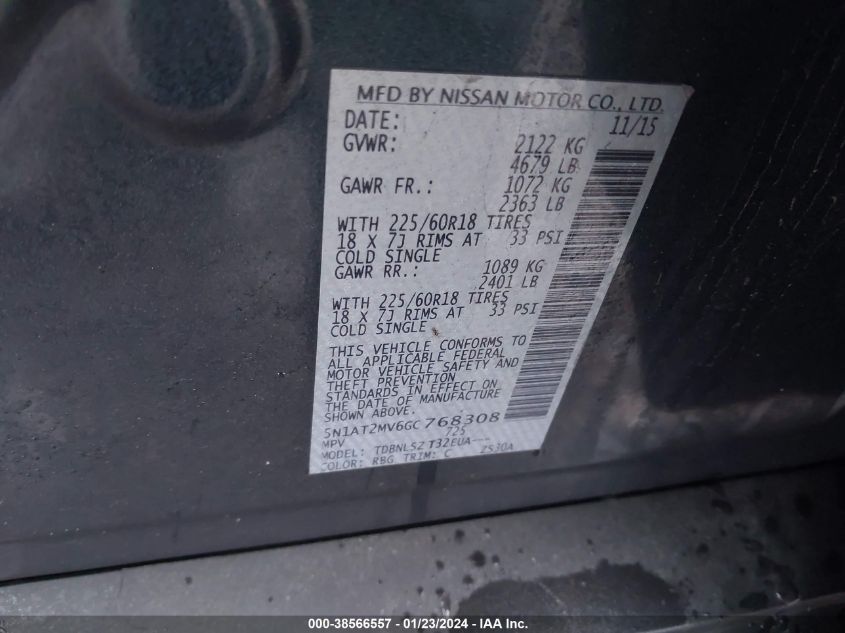 MFD BY NISSAN MOTOR CO., LTD.
DATE: 11/15
GVWR: 2122 KG
4679 LB
GAWR FR.: 1072 KG
2363 LB
WITH 225/60R18 TIRES
18 X 7J RIMS AT 33 PSI
COLD SINGLE
GAWR RR.: 1089 KG
2401 LB
WITH 225/60R18 TIRES
18 X 7J RIMS AT 33 PSI
COLD SINGLE
THIS VEHICLE CONFORMS TO
ALL APPLICABLE FEDERAL
MOTOR VEHICLE SAFETY AND
THEFT PREVENTION
STANDARDS IN EFFECT ON
THE DATE OF MANUFACTURE
SHOWN ABOVE.
5N1AT2MV6GC768308
MPV 725
MODEL: TDBNLSZ T32EUA---
COLOR: RBG TRIM: C ZS30A
000-38566557 - 01/23/2024 - IAA Inc.